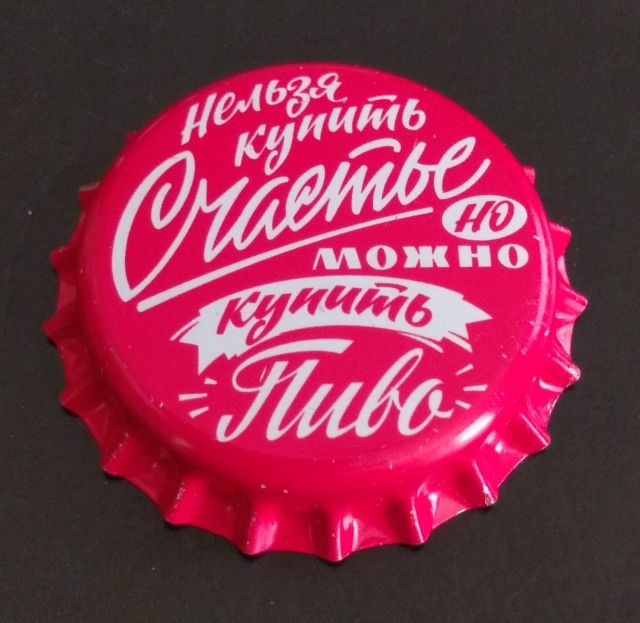 Нельзя
купить
Счастье
но
можно
купить
Пиво